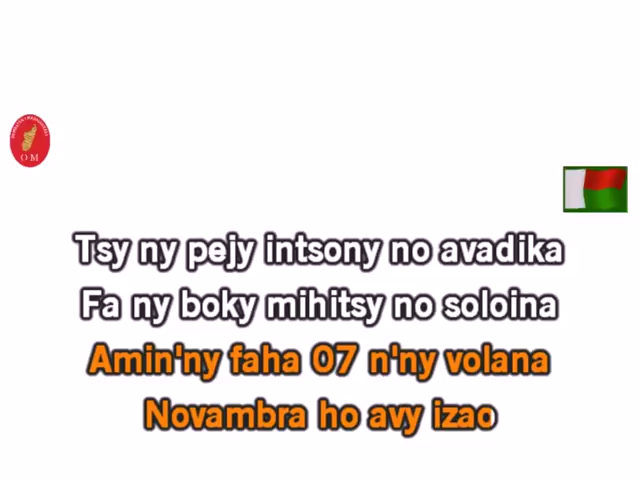 OM
Tsy ny pejy intsony no avadika
Fa ny boky mihitsy no soloina
Amin'ny faha 07 n'ny volana
Novambra ho avy izao